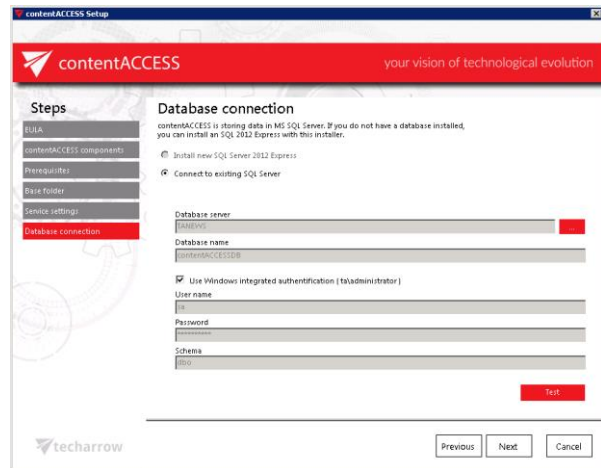 contentACCESS Setup
contentACCESS
your vision of technological evolution
Steps
EULA
contentACCESS components
Prerequisites
Base folder
Service settings
Database connection
Database connection
contentACCESS is storing data in MS SQL Server. If you do not have a database installed,
you can install an SQL 2012 Express with this installer.
Install new SQL Server 2012 Express
Connect to existing SQL Server
Database server
TANEWS
...
Database name
contentACCESSDB
Use Windows integrated authentification ( ta\administrator )
User name
sa
Password
**********
Schema
dbo
Test
techarrow
Previous
Next
Cancel